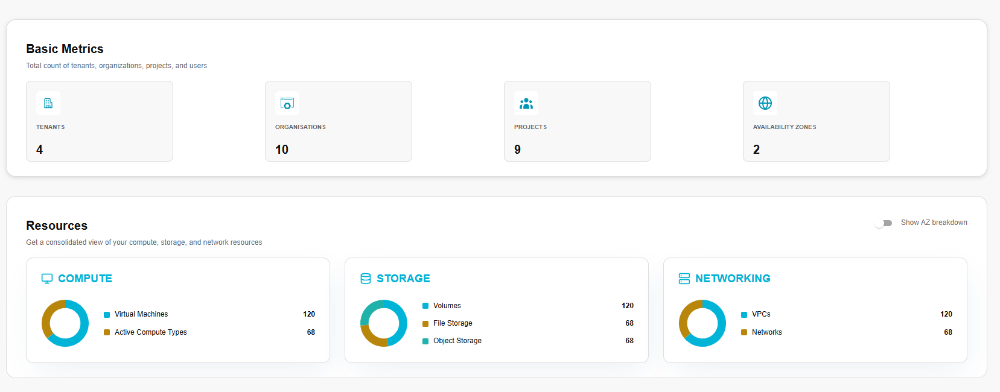 Basic Metrics
Total count of tenants, organizations, projects, and users
TENANTS
4
ORGANISATIONS
10
PROJECTS
9
AVAILABILITY ZONES
2
Resources
Show AZ breakdown
Get a consolidated view of your compute, storage, and network resources
COMPUTE
Virtual Machines 120
Active Compute Types 68
STORAGE
Volumes 120
File Storage 68
Object Storage 68
NETWORKING
VPCs 120
Networks 68